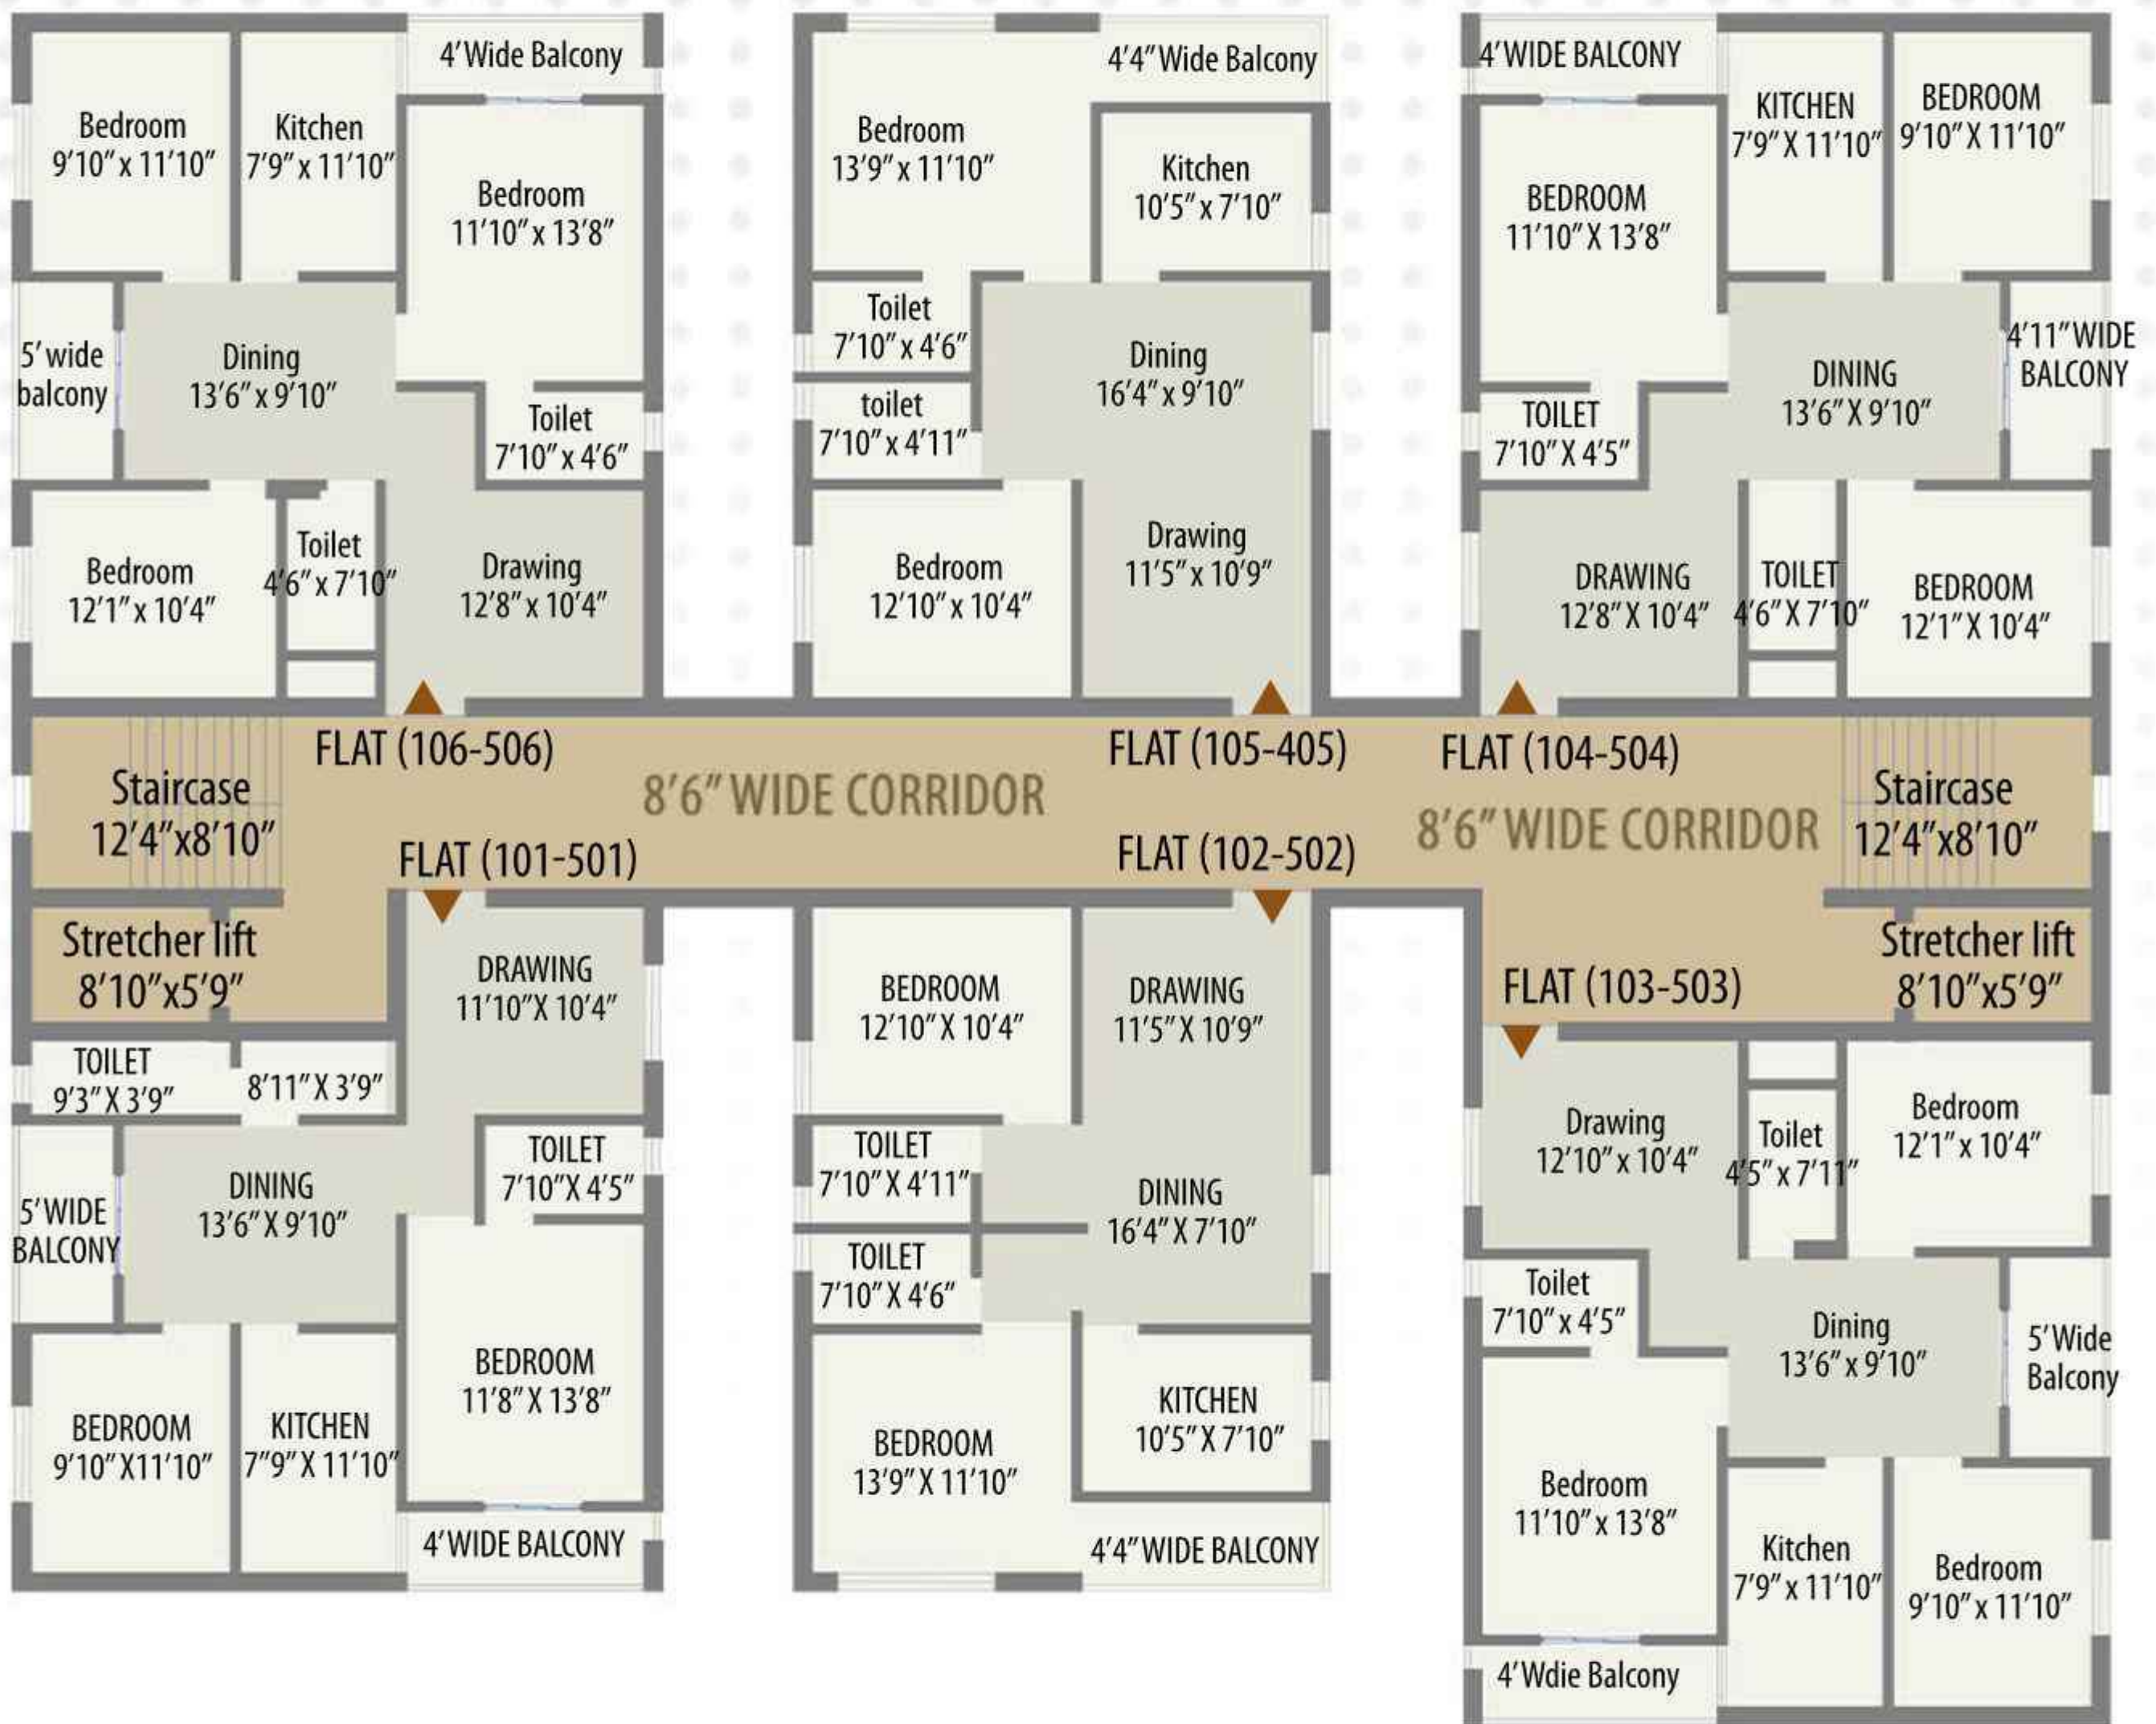 4' Wide Balcony
Bedroom
9'10" x 11'10"
Kitchen
7'9" x 11'10"
Bedroom
11'10" x 13'8"
5' wide
balcony
Dining
13'6" x 9'10"
Toilet
7'10" x 4'6"
Bedroom
12'1" x 10'4"
Toilet
4'6" x 7'10"
Drawing
12'8" x 10'4"
4'4" Wide Balcony
Bedroom
13'9" x 11'10"
Kitchen
10'5" x 7'10"
Toilet
7'10" x 4'6"
toilet
7'10" x 4'11"
Dining
16'4" x 9'10"
Bedroom
12'10" x 10'4"
Drawing
11'5" x 10'9"
4' WIDE BALCONY
KITCHEN
7'9" X 11'10"
BEDROOM
9'10" X 11'10"
BEDROOM
11'10" X 13'8"
4'11" WIDE
BALCONY
DINING
13'6" X 9'10"
TOILET
7'10" X 4'5"
DRAWING
12'8" X 10'4"
TOILET
4'6" X 7'10"
BEDROOM
12'1" X 10'4"
FLAT (106-506)
FLAT (105-405)
FLAT (104-504)
Staircase
12'4"x8'10"
8'6" WIDE CORRIDOR
8'6" WIDE CORRIDOR
Staircase
12'4"x8'10"
FLAT (101-501)
FLAT (102-502)
Stretcher lift
8'10"x5'9"
FLAT (103-503)
Stretcher lift
8'10"x5'9"
DRAWING
11'10" X 10'4"
TOILET
9'3" X 3'9"
8'11" X 3'9"
TOILET
7'10" X 4'5"
5' WIDE
BALCONY
DINING
13'6" X 9'10"
BEDROOM
11'8" X 13'8"
BEDROOM
9'10" X11'10"
KITCHEN
7"9" X 11'10"
4' WIDE BALCONY
BEDROOM
12'10" X 10'4"
DRAWING
11'5" X 10'9"
TOILET
7'10" X 4'11"
DINING
16'4" X 7'10"
TOILET
7'10" X 4'6"
BEDROOM
13'9" X 11'10"
KITCHEN
10'5" X 7'10"
4'4" WIDE BALCONY
Drawing
12'10" x 10'4"
Toilet
4'5" x 7'11"
Bedroom
12'1" x 10'4"
Toilet
7'10" x 4'5"
Dining
13'6" x 9'10"
5' Wide
Balcony
Bedroom
11'10" x 13'8"
Kitchen
7'9" x 11'10"
Bedroom
9'10" x 11'10"
4' Wdie Balcony